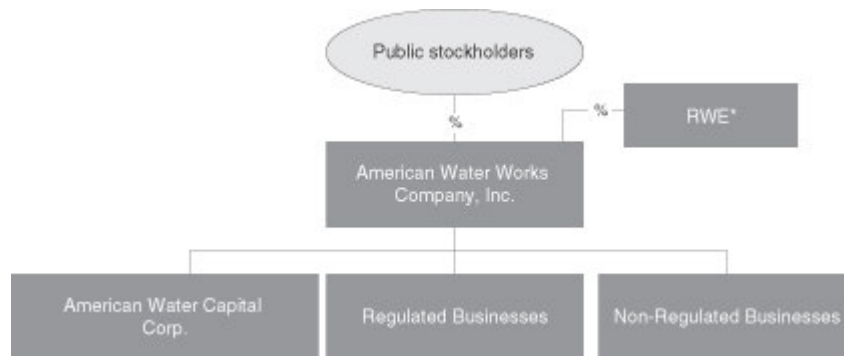 Public stockholders
%
%
RWE*
American Water Works
Company, Inc.
American Water Capital
Corp.
Regulated Businesses
Non-Regulated Businesses